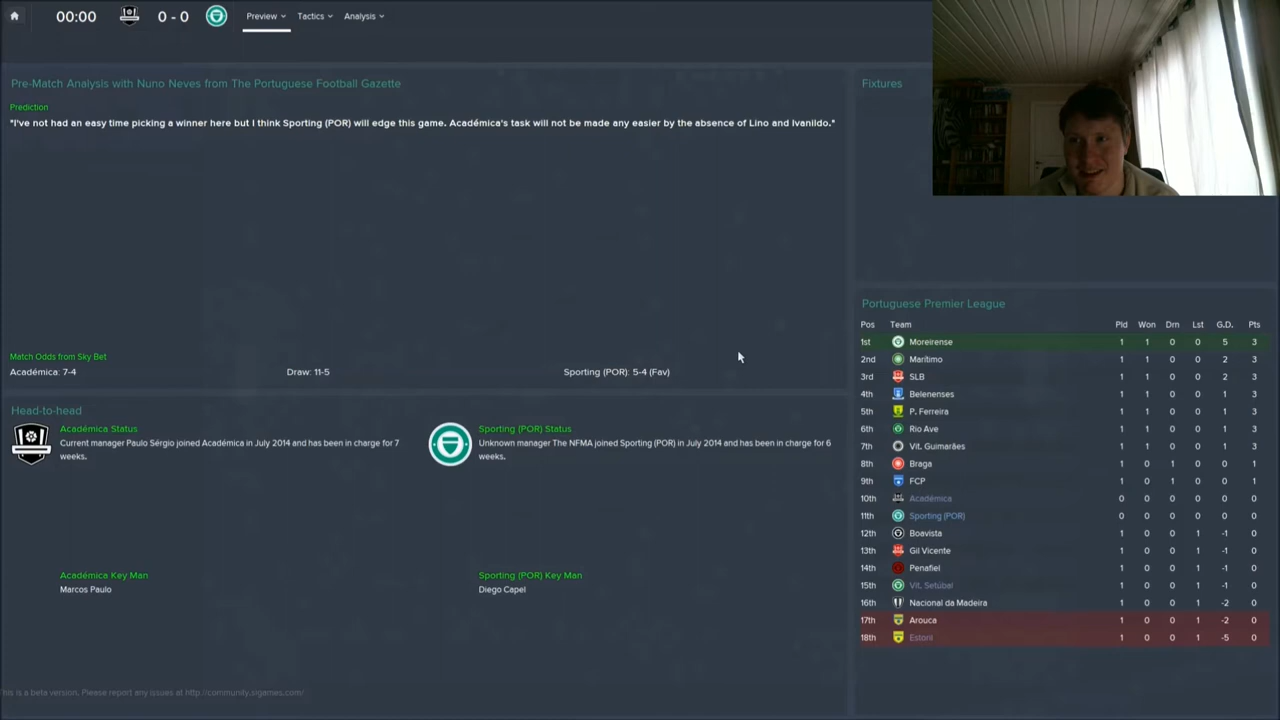 00:00 0 - 0 Preview Tactics Analysis
Pre-Match Analysis with Nuno Neves from The Portuguese Football Gazette
Prediction
"I've not had an easy time picking a winner here but I think Sporting (POR) will edge this game. Académica's task will not be made any easier by the absence of Lino and Ivanildo."
Match Odds from Sky Bet
Académica: 7-4 Draw: 11-5 Sporting (POR): 5-4 (Fav)
Head-to-head
Académica Status
Current manager Paulo Sérgio joined Académica in July 2014 and has been in charge for 7
weeks.
Sporting (POR) Status
Unknown manager The NFMA joined Sporting (POR) in July 2014 and has been in charge for 6
weeks.
Académica Key Man
Marcos Paulo
Sporting (POR) Key Man
Diego Capel
This is a beta version. Please report any issues at http://community.sigames.com/
Fixtures
Portuguese Premier League
Pos Team Pld Won Drn Lst G.D. Pts
1st Moreirense 1 1 0 0 5 3
2nd Marítimo 1 1 0 0 2 3
3rd SLB 1 1 0 0 2 3
4th Belenenses 1 1 0 0 1 3
5th P. Ferreira 1 1 0 0 1 3
6th Rio Ave 1 1 0 0 1 3
7th Vit. Guimarães 1 1 0 0 1 3
8th Braga 1 0 1 0 0 1
9th FCP 1 0 1 0 0 1
10th Académica 0 0 0 0 0 0
11th Sporting (POR) 0 0 0 0 0 0
12th Boavista 1 0 0 1 -1 0
13th Gil Vicente 1 0 0 1 -1 0
14th Penafiel 1 0 0 1 -1 0
15th Vit. Setúbal 1 0 0 1 -1 0
16th Nacional da Madeira 1 0 0 1 -2 0
17th Arouca 1 0 0 1 -2 0
18th Estoril 1 0 0 1 -5 0